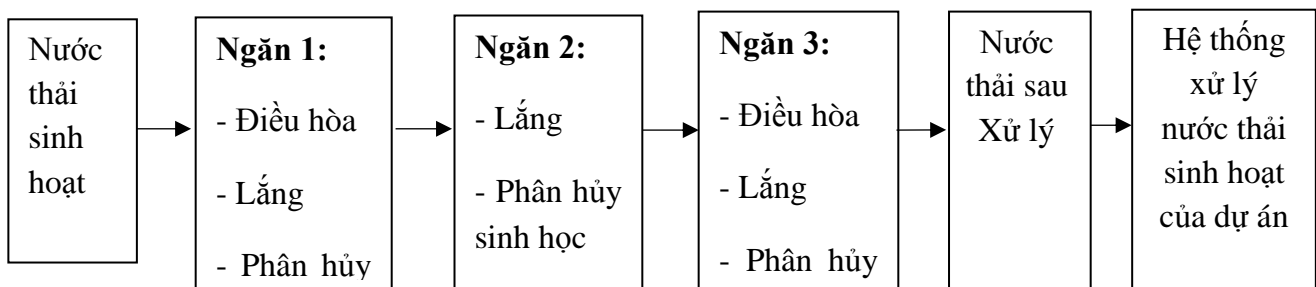 Nước
thải
sinh
hoạt
Ngăn 1:
- Điều hòa
- Lắng
- Phân hủy
Ngăn 2:
- Lắng
- Phân hủy
sinh học
Ngăn 3:
- Điều hòa
- Lắng
- Phân hủy
Nước
thải sau
Xử lý
Hệ thống
xử lý
nước thải
sinh hoạt
của dự án